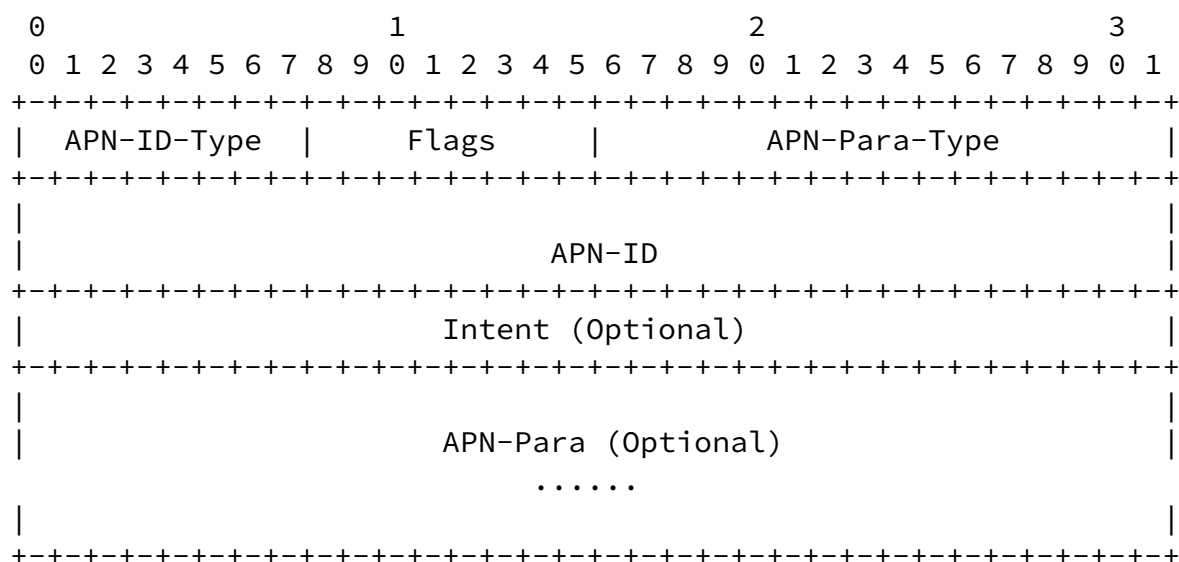 0                   1                   2                   3
 0 1 2 3 4 5 6 7 8 9 0 1 2 3 4 5 6 7 8 9 0 1 2 3 4 5 6 7 8 9 0 1
+-+-+-+-+-+-+-+-+-+-+-+-+-+-+-+-+-+-+-+-+-+-+-+-+-+-+-+-+-+-+-+-+
|  APN-ID-Type  |     Flags     |         APN-Para-Type         |
+-+-+-+-+-+-+-+-+-+-+-+-+-+-+-+-+-+-+-+-+-+-+-+-+-+-+-+-+-+-+-+-+
|                                                               |
|                             APN-ID                            |
+-+-+-+-+-+-+-+-+-+-+-+-+-+-+-+-+-+-+-+-+-+-+-+-+-+-+-+-+-+-+-+-+
|                       Intent (Optional)                       |
+-+-+-+-+-+-+-+-+-+-+-+-+-+-+-+-+-+-+-+-+-+-+-+-+-+-+-+-+-+-+-+-+
|                                                               |
|                       APN-Para (Optional)                     |
                             ......
|                                                               |
+-+-+-+-+-+-+-+-+-+-+-+-+-+-+-+-+-+-+-+-+-+-+-+-+-+-+-+-+-+-+-+-+